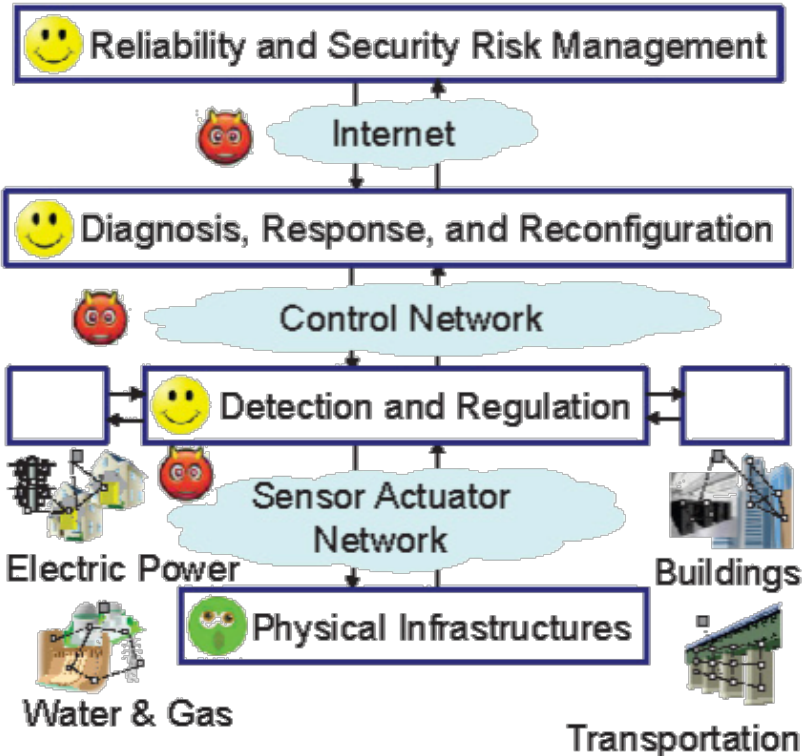 Reliability and Security Risk Management
Internet
Diagnosis, Response, and Reconfiguration
Control Network
Detection and Regulation
Sensor Actuator
Network
Electric Power
Buildings
Physical Infrastructures
Water & Gas
Transportation